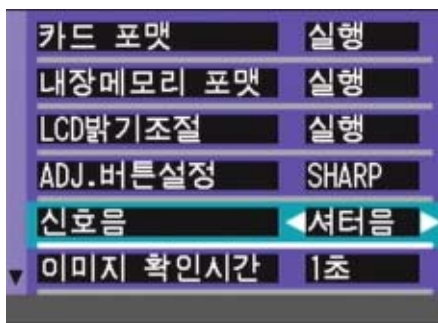 카드 포맷 실행
내장메모리 포맷 실행
LCD밝기조절 실행
ADJ.버튼설정 SHARP
신호음 셔터음
이미지 확인시간 1초